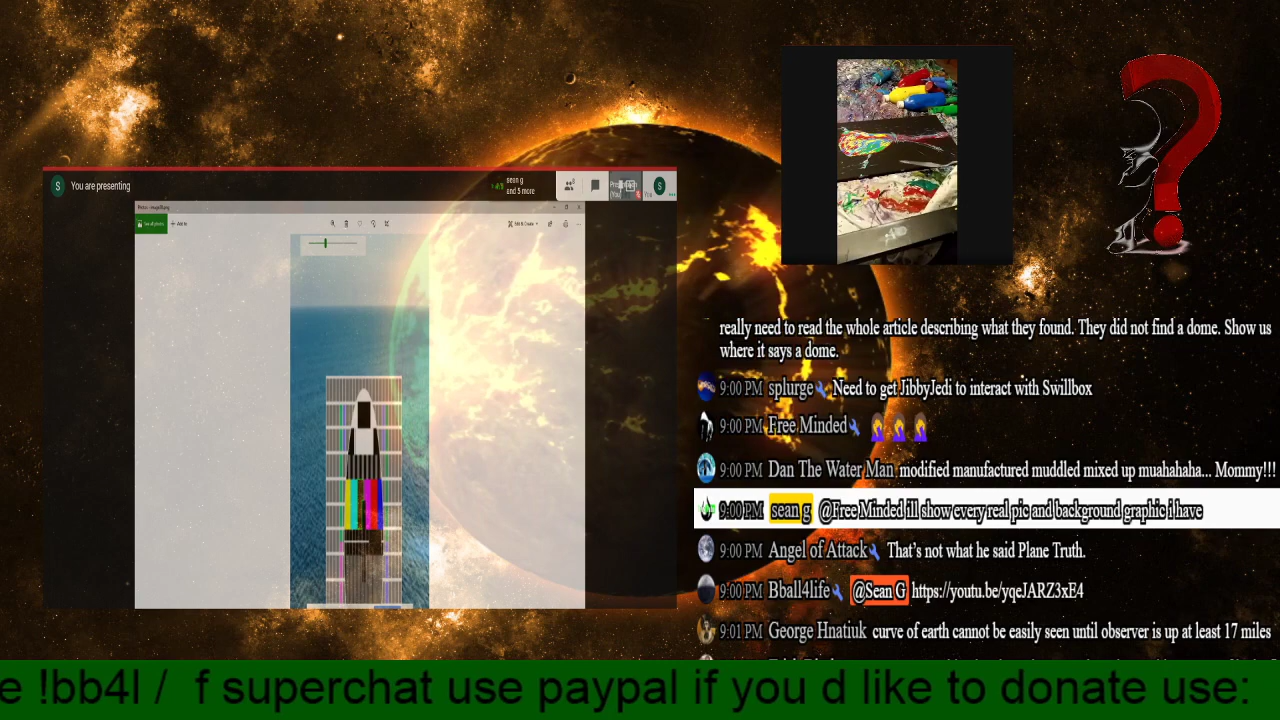 S You are presenting
sean g
and 5 more
You
S
Add to
Edit & Create
really need to read the whole article describing what they found. They did not find a dome. Show us
where it says a dome.
9:00 PM splurge Need to get JibbyJedi to interact with Swillbox
9:00 PM Free Minded
9:00 PM Dan The Water Man modified manufactured muddled mixed up muahahaha... Mommy!!!
9:00 PM sean g @Free Minded ill show every real pic and background graphic i have
9:00 PM Angel of Attack That's not what he said Plane Truth.
9:00 PM Bball4life @Sean G https://youtu.be/yqeJARZ3xE4
9:01 PM George Hnatiuk curve of earth cannot be easily seen until observer is up at least 17 miles
e !bb4l / f superchat use paypal if you d like to donate use: